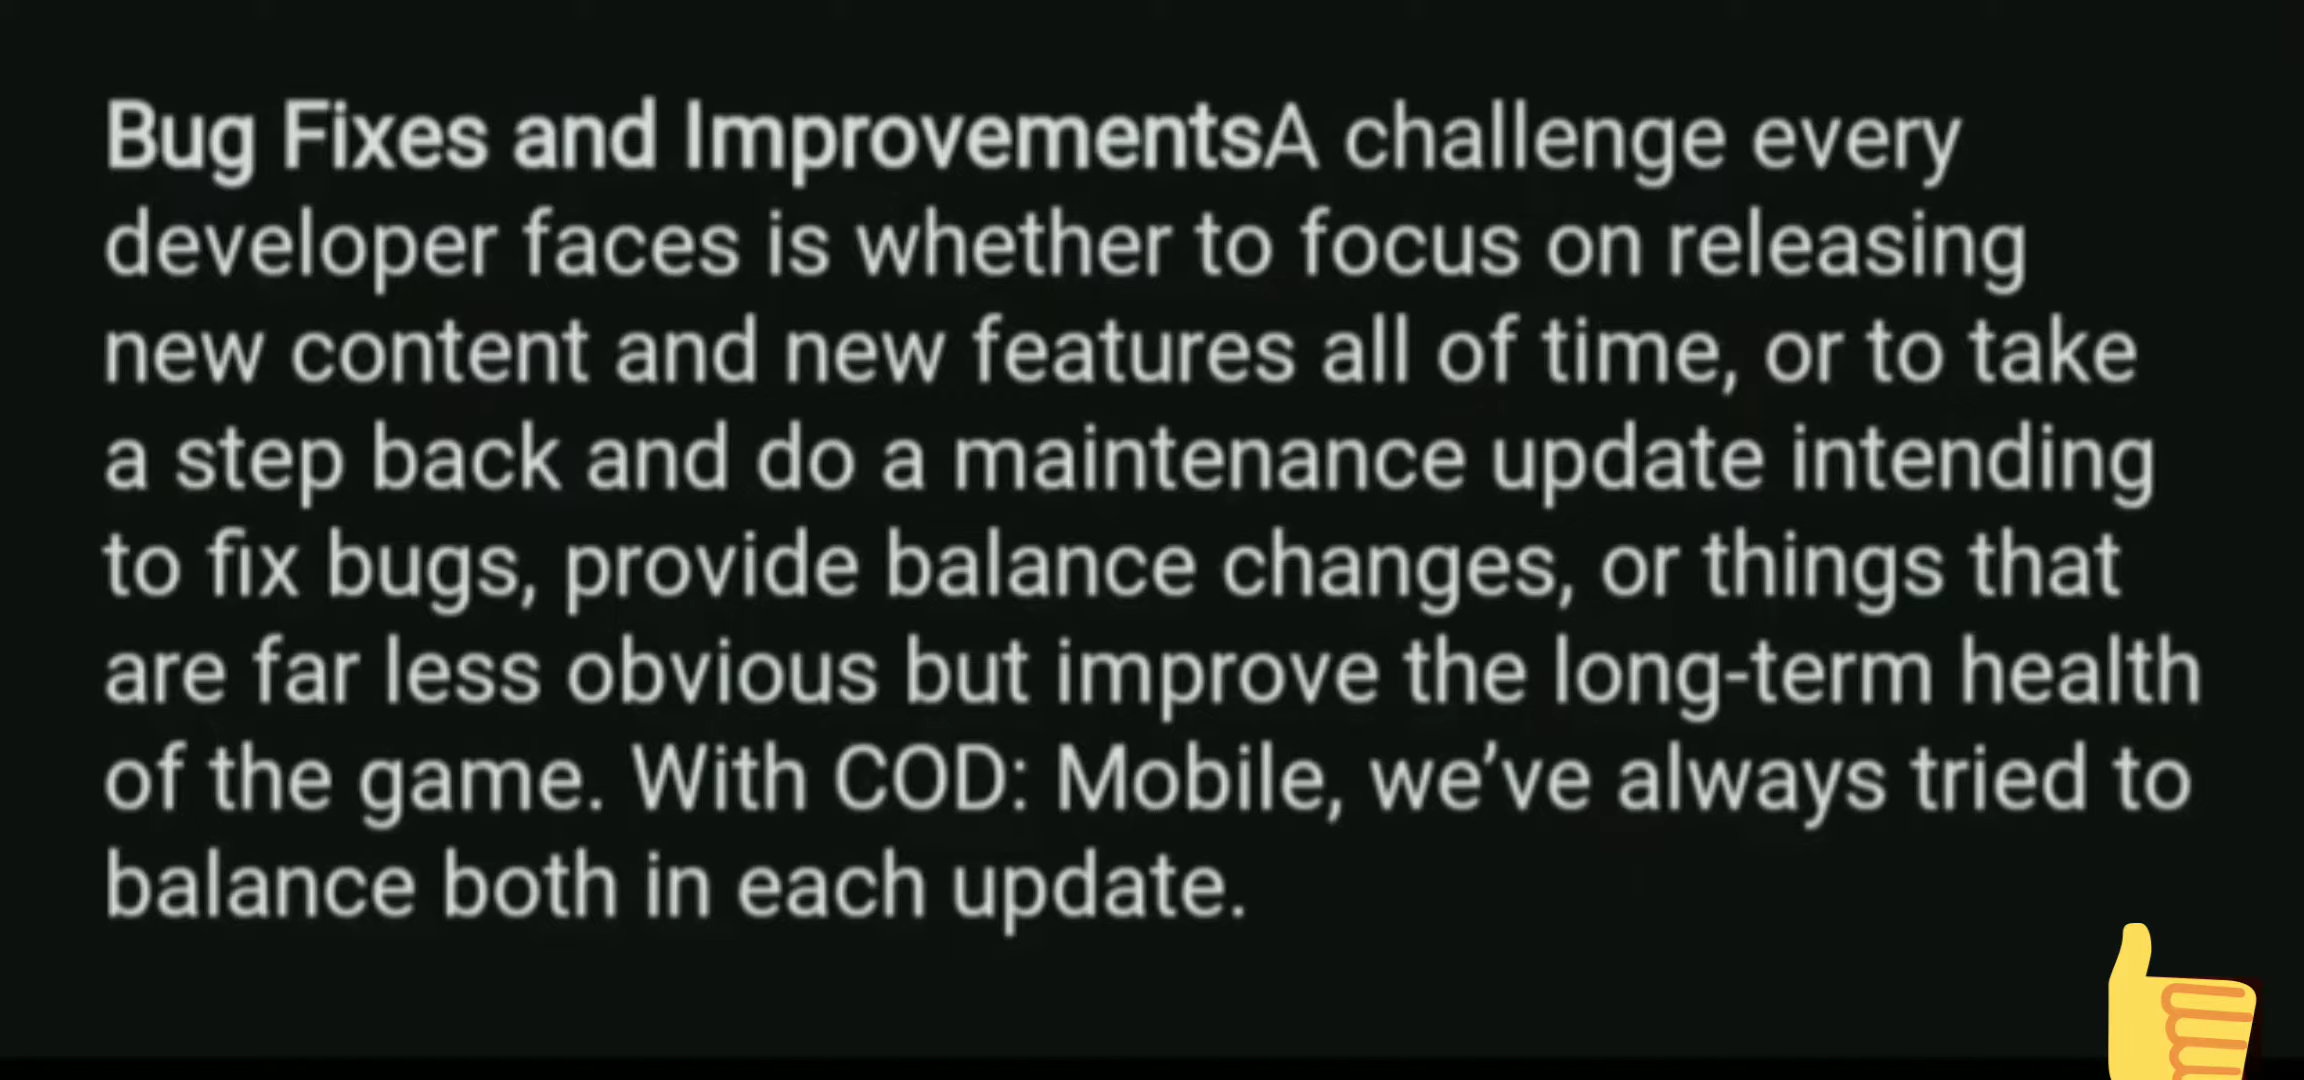 Bug Fixes and ImprovementsA challenge every
developer faces is whether to focus on releasing
new content and new features all of time, or to take
a step back and do a maintenance update intending
to fix bugs, provide balance changes, or things that
are far less obvious but improve the long-term health
of the game. With COD: Mobile, we’ve always tried to
balance both in each update.